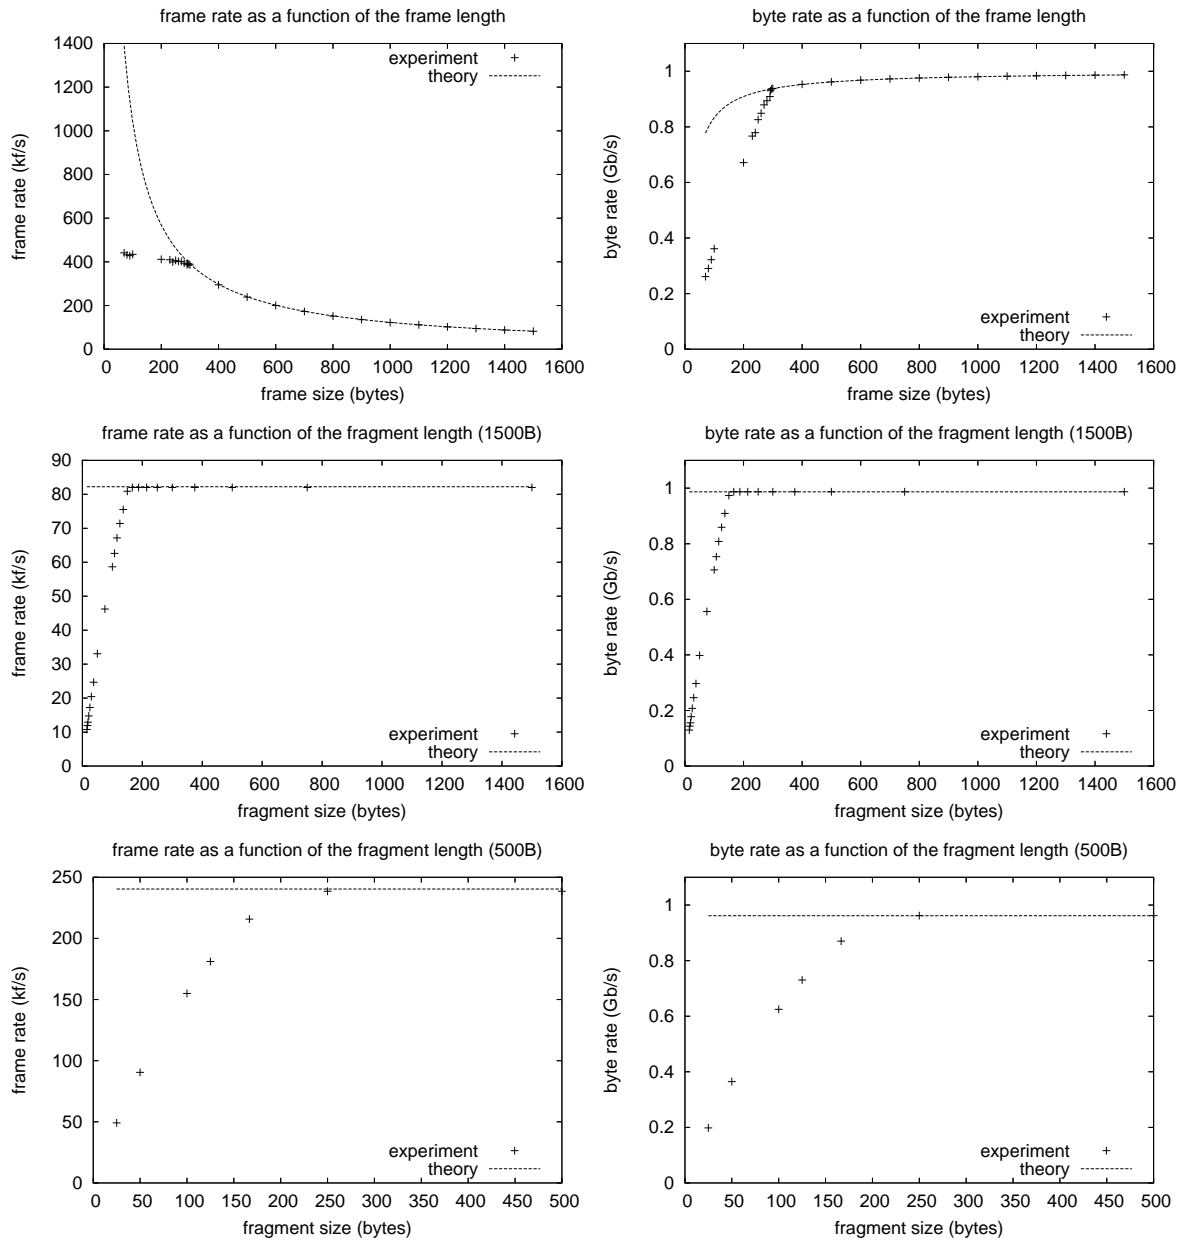 frame rate as a function of the frame length
1400
1200
1000
800
600
400
200
0
0 200 400 600 800 1000 1200 1400 1600
frame rate (kf/s)
frame size (bytes)
experiment
theory
byte rate as a function of the frame length
1
0.8
0.6
0.4
0.2
0
0 200 400 600 800 1000 1200 1400 1600
byte rate (Gb/s)
frame size (bytes)
experiment
theory
frame rate as a function of the fragment length (1500B)
90
80
70
60
50
40
30
20
10
0
0 200 400 600 800 1000 1200 1400 1600
frame rate (kf/s)
fragment size (bytes)
experiment
theory
byte rate as a function of the fragment length (1500B)
1
0.8
0.6
0.4
0.2
0
0 200 400 600 800 1000 1200 1400 1600
byte rate (Gb/s)
fragment size (bytes)
experiment
theory
frame rate as a function of the fragment length (500B)
250
200
150
100
50
0
0 50 100 150 200 250 300 350 400 450 500
frame rate (kf/s)
fragment size (bytes)
experiment
theory
byte rate as a function of the fragment length (500B)
1
0.8
0.6
0.4
0.2
0
0 50 100 150 200 250 300 350 400 450 500
byte rate (Gb/s)
fragment size (bytes)
experiment
theory